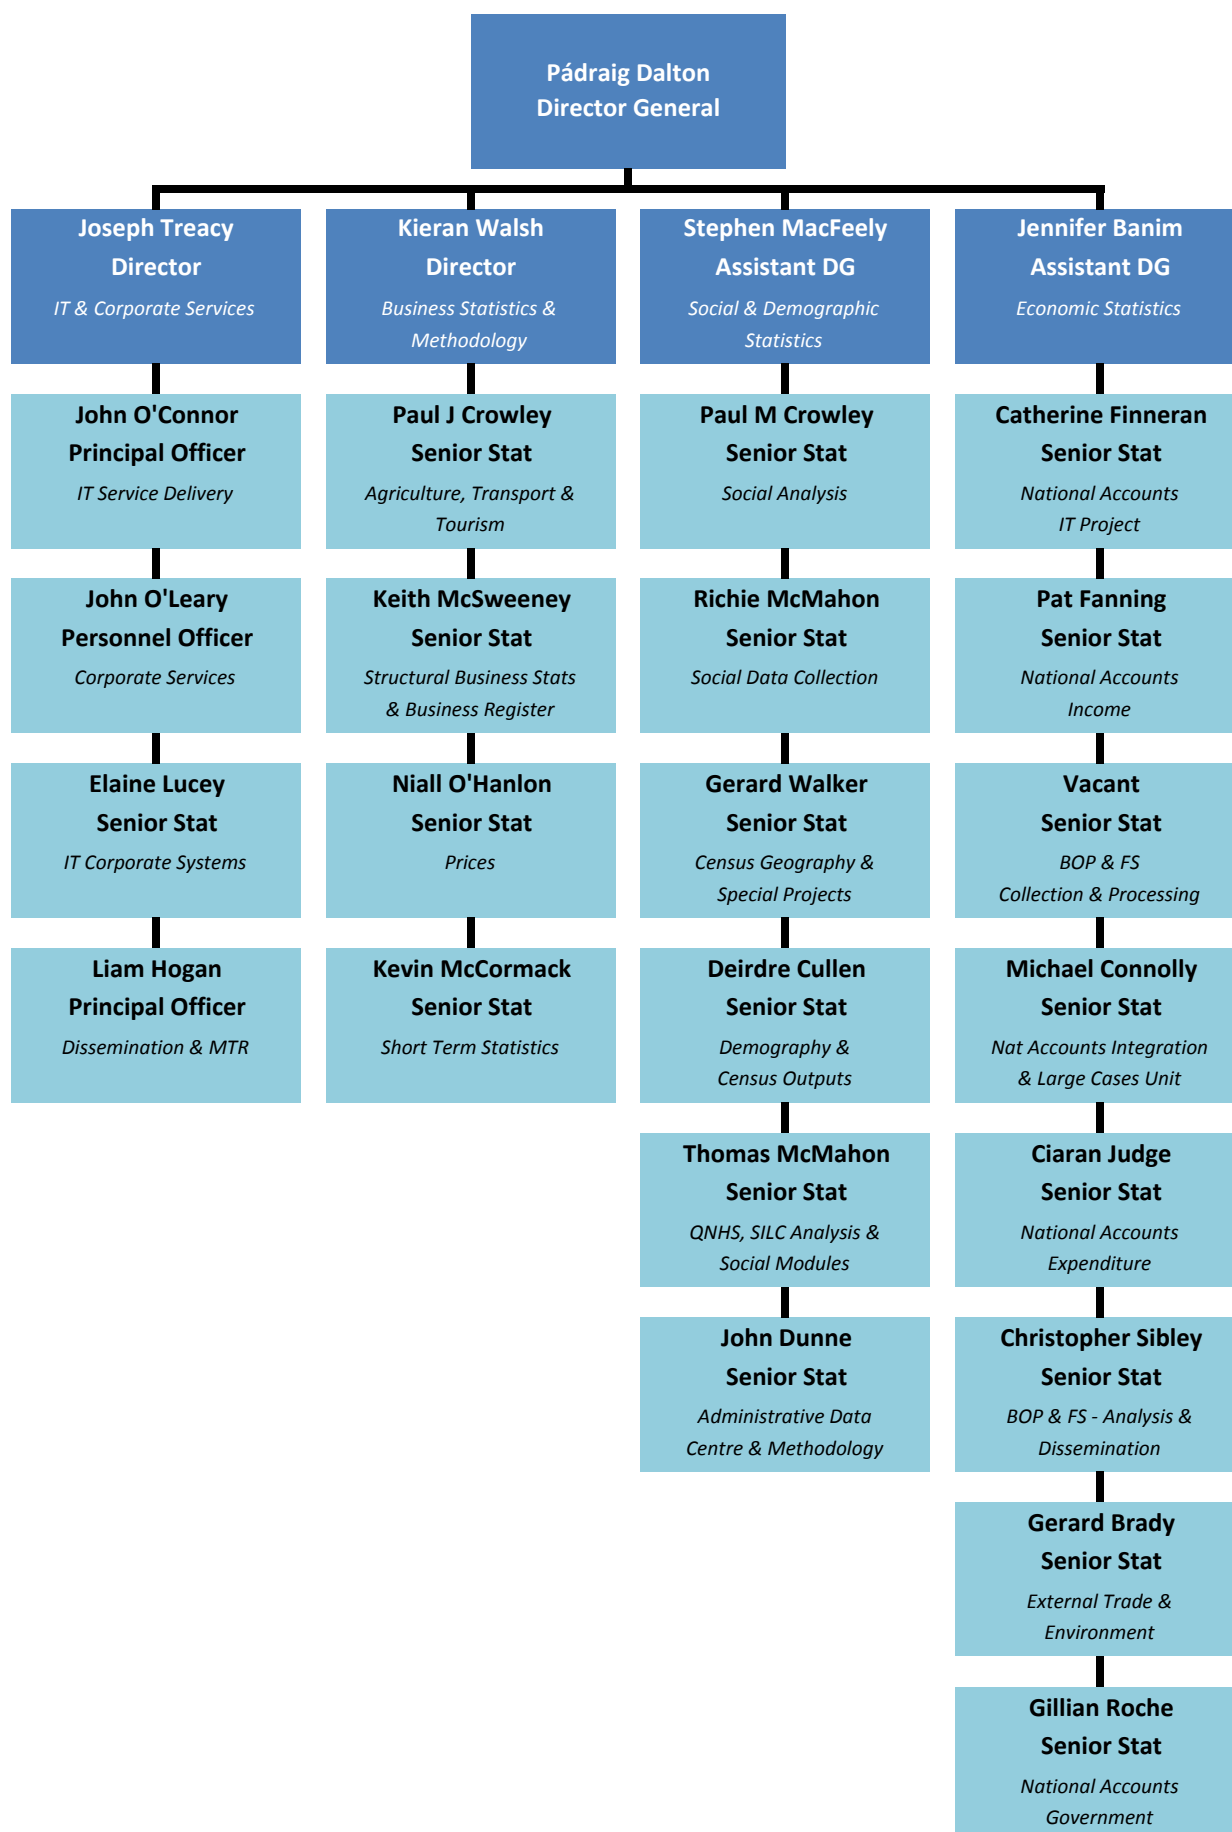 Pádraig Dalton
Director General
Joseph Treacy
Director
IT & Corporate Services
Kieran Walsh
Director
Business Statistics &
Methodology
Stephen MacFeely
Assistant DG
Social & Demographic
Statistics
Jennifer Banim
Assistant DG
Economic Statistics
John O'Connor
Principal Officer
IT Service Delivery
Paul J Crowley
Senior Stat
Agriculture, Transport &
Tourism
Paul M Crowley
Senior Stat
Social Analysis
Catherine Finneran
Senior Stat
National Accounts
IT Project
John O'Leary
Personnel Officer
Corporate Services
Keith McSweeney
Senior Stat
Structural Business Stats
& Business Register
Richie McMahon
Senior Stat
Social Data Collection
Pat Fanning
Senior Stat
National Accounts
Income
Elaine Lucey
Senior Stat
IT Corporate Systems
Niall O'Hanlon
Senior Stat
Prices
Gerard Walker
Senior Stat
Census Geography &
Special Projects
Vacant
Senior Stat
BOP & FS
Collection & Processing
Liam Hogan
Principal Officer
Dissemination & MTR
Kevin McCormack
Senior Stat
Short Term Statistics
Deirdre Cullen
Senior Stat
Demography &
Census Outputs
Michael Connolly
Senior Stat
Nat Accounts Integration
& Large Cases Unit
Thomas McMahon
Senior Stat
QNHS, SILC Analysis &
Social Modules
Ciaran Judge
Senior Stat
National Accounts
Expenditure
John Dunne
Senior Stat
Administrative Data
Centre & Methodology
Christopher Sibley
Senior Stat
BOP & FS - Analysis &
Dissemination
Gerard Brady
Senior Stat
External Trade &
Environment
Gillian Roche
Senior Stat
National Accounts
Government